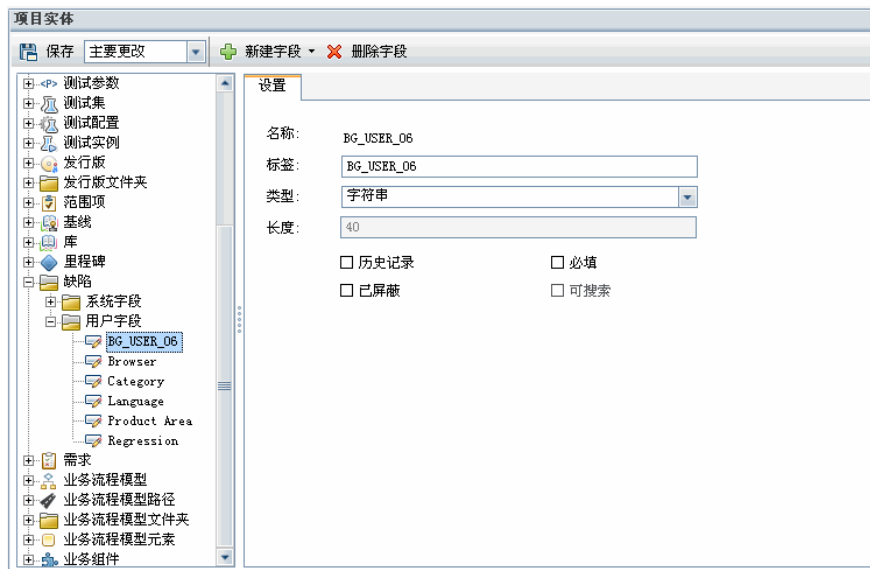 项目实体
保存 主要更改 新建字段 删除字段
<P> 测试参数
测试集
测试配置
测试实例
发行版
发行版文件夹
范围项
基线
库
里程碑
缺陷
系统字段
用户字段
BG_USER_06
Browser
Category
Language
Product Area
Regression
需求
业务流程模型
业务流程模型路径
业务流程模型文件夹
业务流程模型元素
业务组件
设置
名称: BG_USER_06
标签: BG_USER_06
类型: 字符串
长度: 40
历史记录 必填
已屏蔽 可搜索